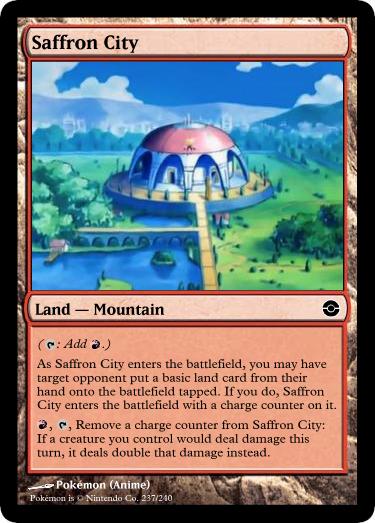 Saffron City
Land — Mountain
(: Add .)
As Saffron City enters the battlefield, you may have
target opponent put a basic land card from their
hand onto the battlefield tapped. If you do, Saffron
City enters the battlefield with a charge counter on it.
, , Remove a charge counter from Saffron City:
If a creature you control would deal damage this
turn, it deals double that damage instead.
Pokémon (Anime)
Pokémon is © Nintendo Co. 237/240